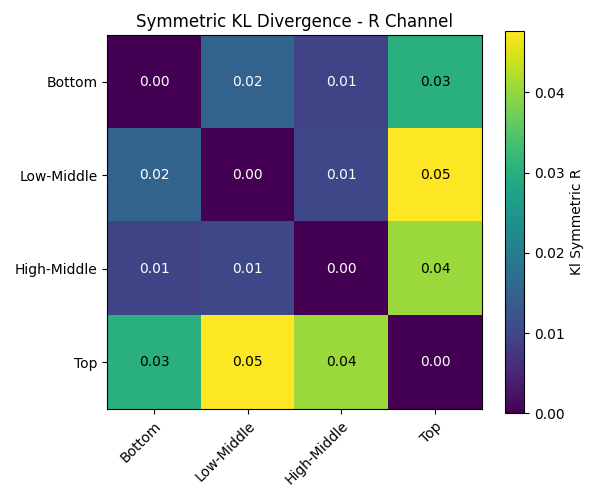 Symmetric KL Divergence - R Channel
Bottom 0.00 0.02 0.01 0.03
Low-Middle 0.02 0.00 0.01 0.05
High-Middle 0.01 0.01 0.00 0.04
Top 0.03 0.05 0.04 0.00
Bottom Low-Middle High-Middle Top
0.04
0.03
0.02
0.01
0.00
Kl Symmetric R